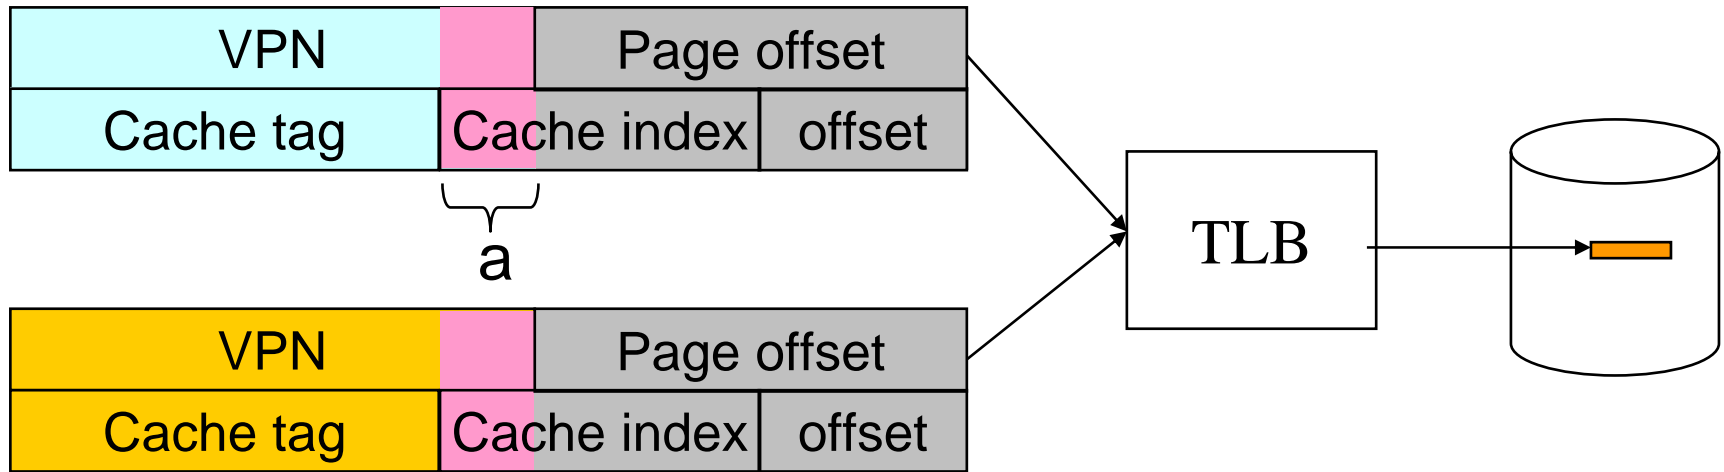 VPN Page offset
Cache tag Cache index offset
a
TLB
VPN Page offset
Cache tag Cache index offset